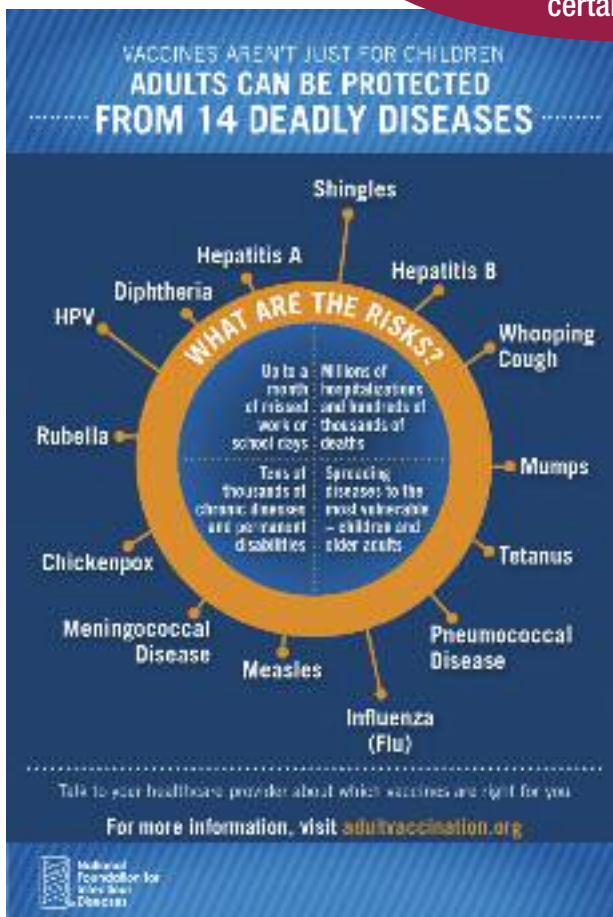 certai
VACCINES AREN'T JUST FOR CHILDREN
ADULTS CAN BE PROTECTED
FROM 14 DEADLY DISEASES
Shingles
Hepatitis A
Hepatitis B
Diphtheria
HPV
Whooping
Cough
Rubella
Mumps
Chickenpox
Tetanus
Meningococcal
Disease
Pneumococcal
Disease
Measles
Influenza
(Flu)
WHAT ARE THE RISKS?
Up to a
month
of missed
work or
school days
Millions of
hospitalizations
and hundreds of
thousands of
deaths
Tens of
thousands of
chronic diseases
and permanent
disabilities
Spreading
diseases to the
most vulnerable
– children and
older adults
Talk to your healthcare provider about which vaccines are right for you
For more information, visit adultvaccination.org
National
Foundation for
Infectious
Diseases